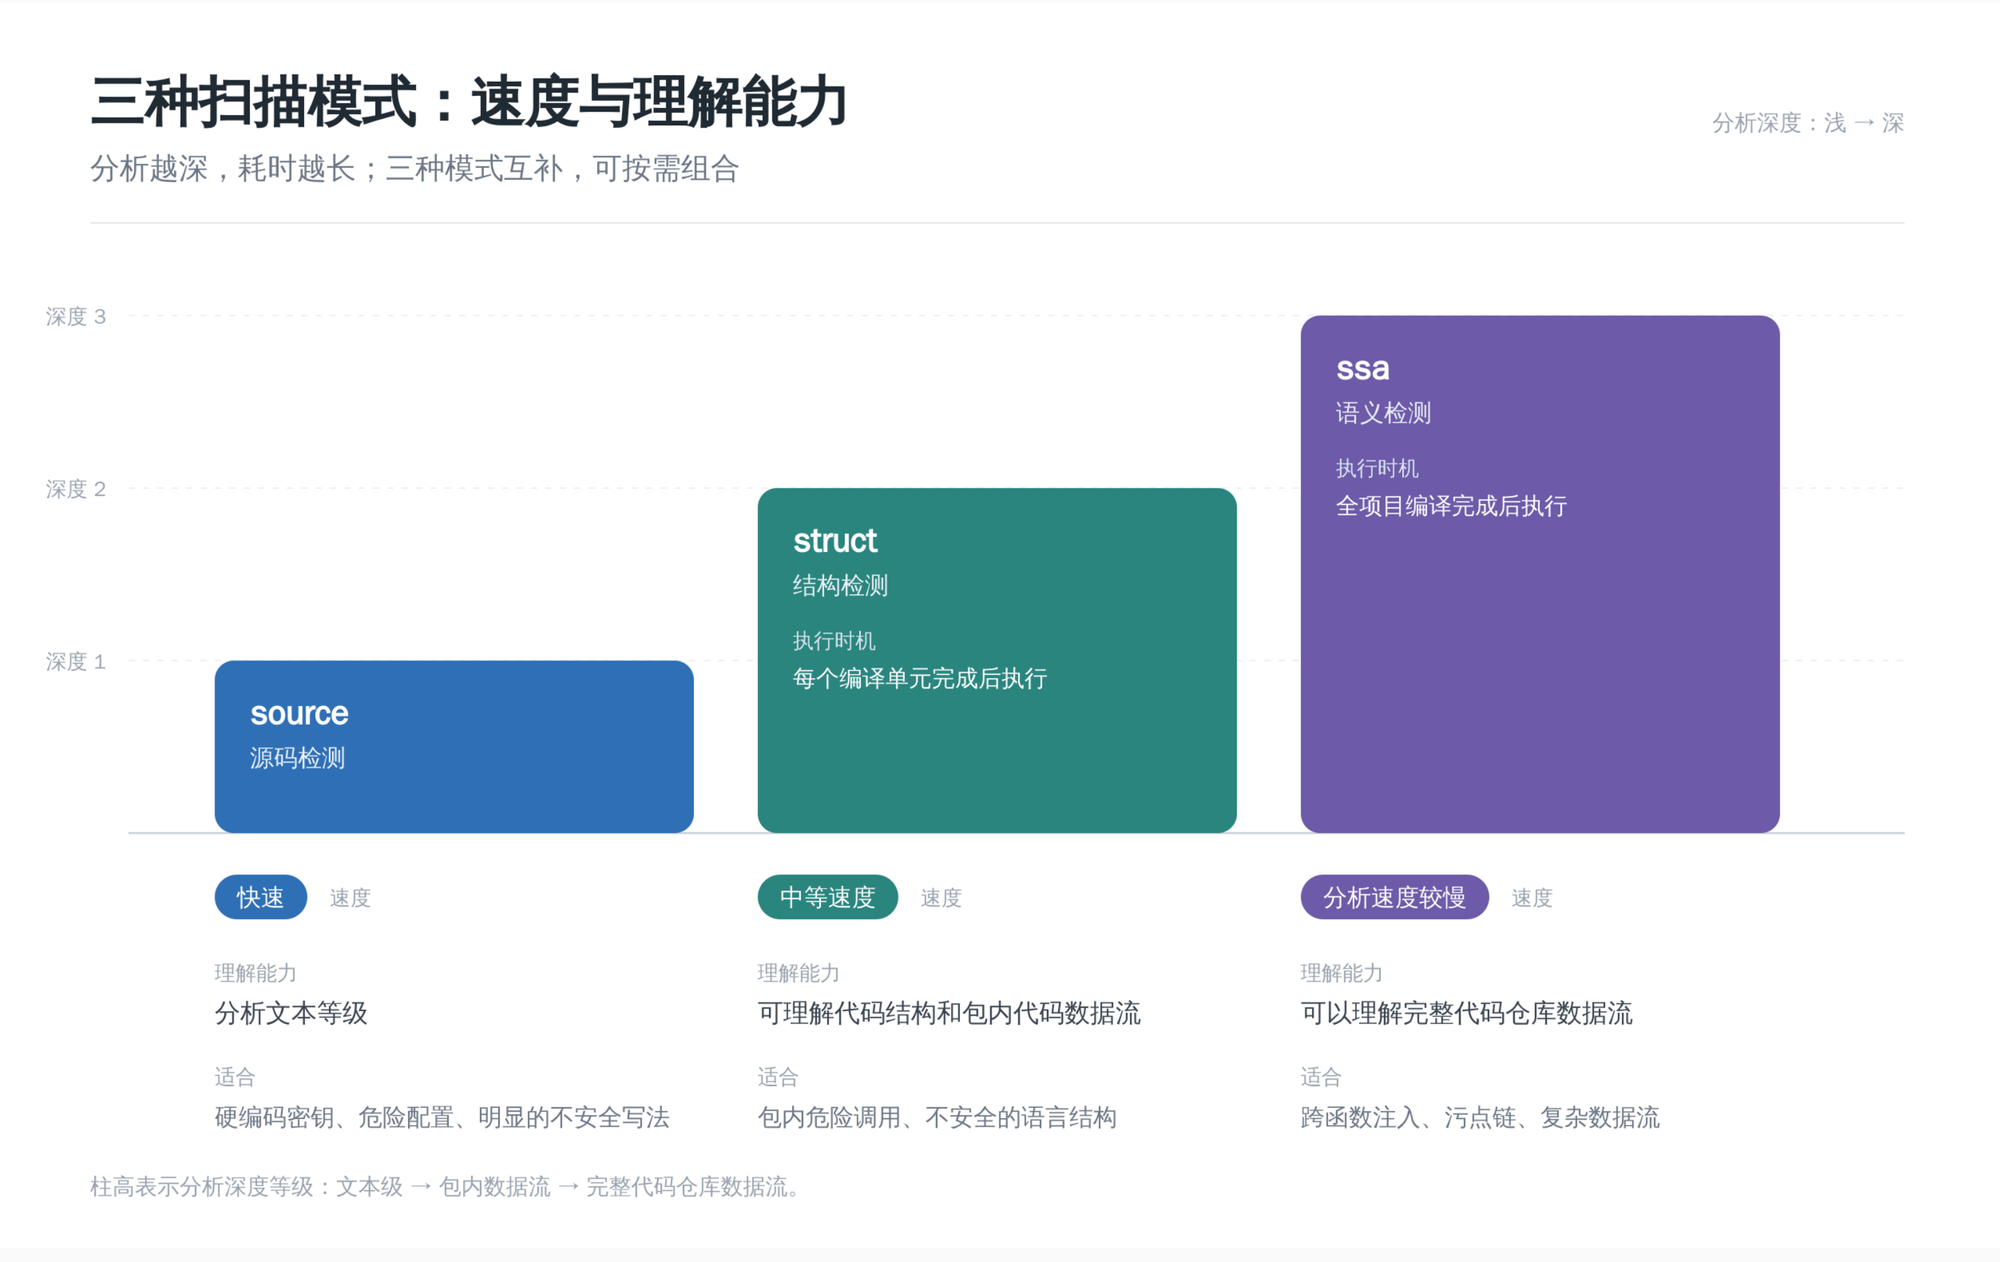 三种扫描模式：速度与理解能力
分析越深，耗时越长；三种模式互补，可按需组合
分析深度：浅 → 深
深度 3
深度 2
深度 1
source
源码检测
struct
结构检测
执行时机
每个编译单元完成后执行
ssa
语义检测
执行时机
全项目编译完成后执行
快速 速度
理解能力
分析文本等级
适合
硬编码密钥、危险配置、明显的不安全写法
中等速度 速度
理解能力
可理解代码结构和包内代码数据流
适合
包内危险调用、不安全的语言结构
分析速度较慢 速度
理解能力
可以理解完整代码仓库数据流
适合
跨函数注入、污点链、复杂数据流
柱高表示分析深度等级：文本级 → 包内数据流 → 完整代码仓库数据流。